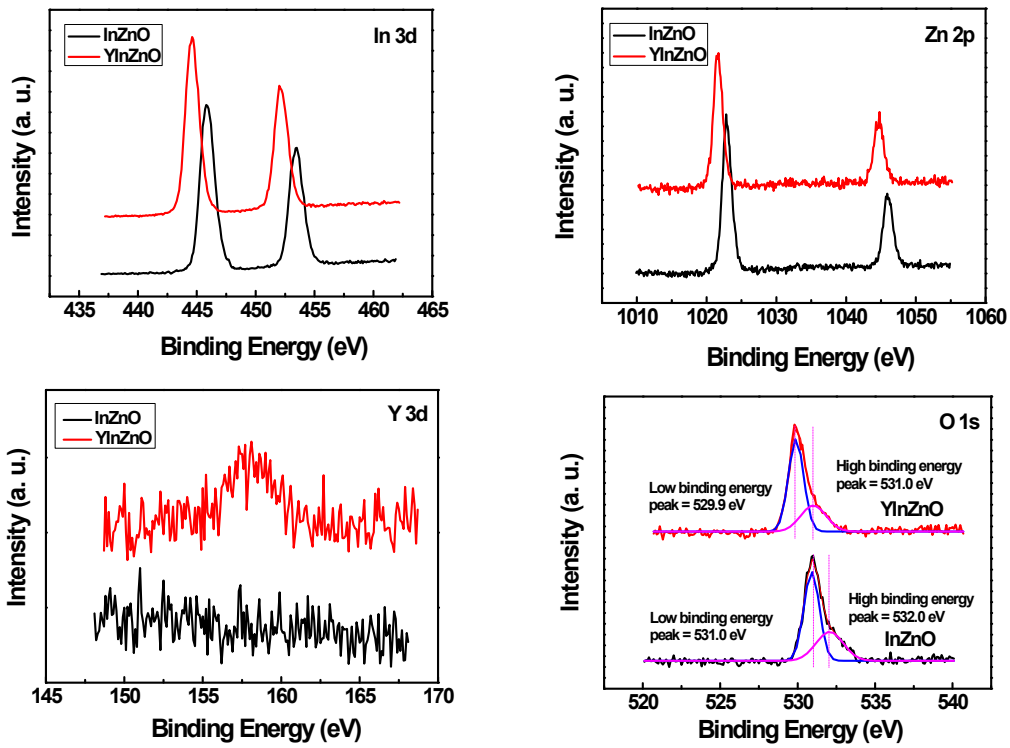 In 3d
InZnO
YInZnO
Intensity (a. u.)
435 440 445 450 455 460 465
Binding Energy (eV)
Zn 2p
InZnO
YInZnO
Intensity (a. u.)
1010 1020 1030 1040 1050 1060
Binding Energy (eV)
Y 3d
InZnO
YInZnO
Intensity (a. u.)
145 150 155 160 165 170
Binding Energy (eV)
O 1s
Low binding energy
peak = 529.9 eV
High binding energy
peak = 531.0 eV
YInZnO
Low binding energy
peak = 531.0 eV
High binding energy
peak = 532.0 eV
InZnO
Intensity (a. u.)
520 525 530 535 540
Binding Energy (eV)